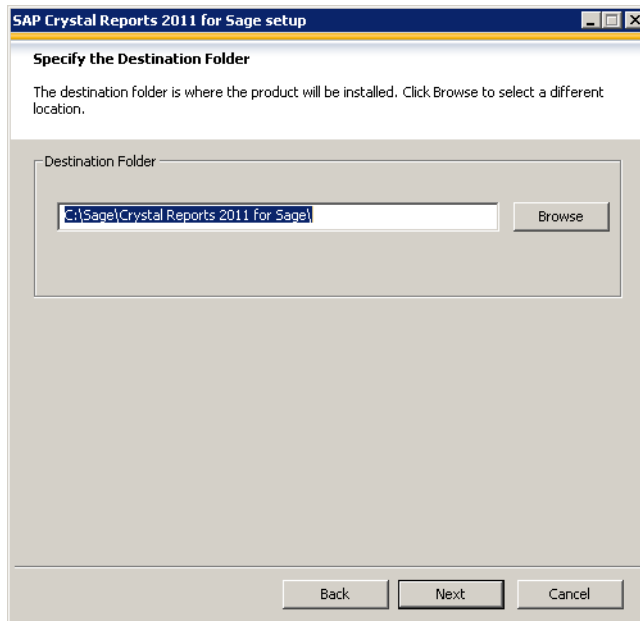 SAP Crystal Reports 2011 for Sage setup
Specify the Destination Folder
The destination folder is where the product will be installed. Click Browse to select a different
location.
Destination Folder
C:\Sage\Crystal Reports 2011 for Sage\
Browse
Back
Next
Cancel